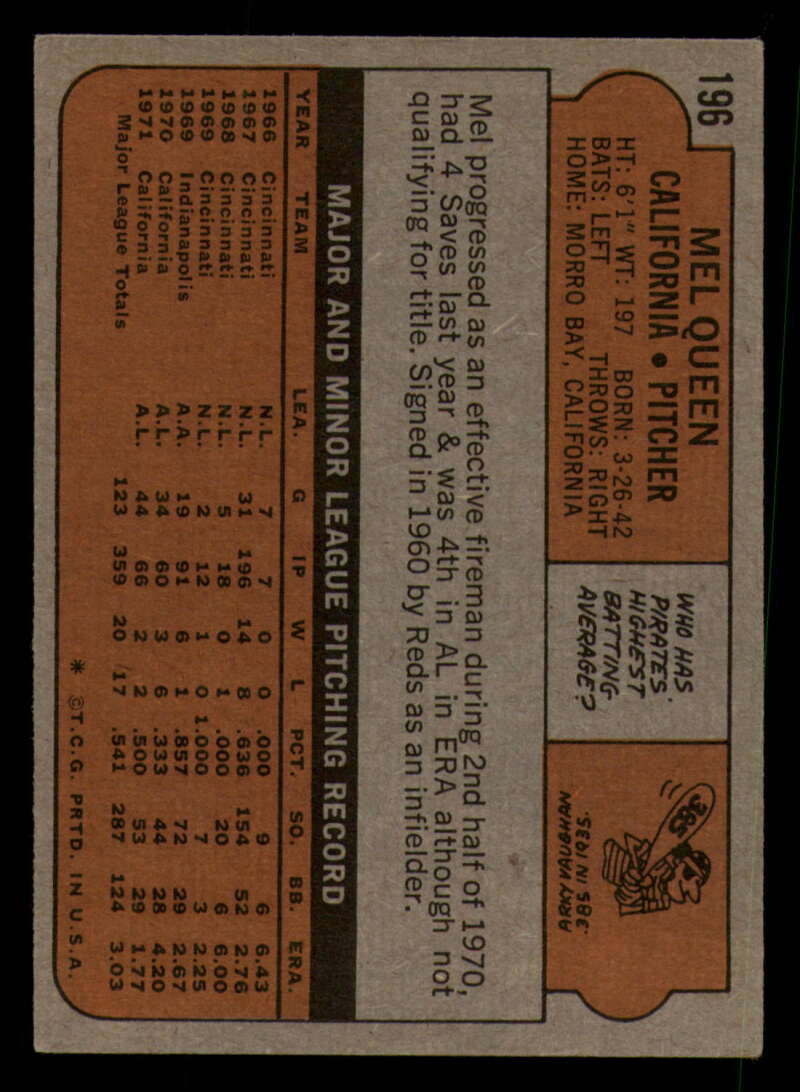 196
MEL QUEEN
CALIFORNIA • PITCHER
HT: 6'1" WT: 197 BORN: 3-26-42
BATS: LEFT THROWS: RIGHT
HOME: MORRO BAY, CALIFORNIA
WHO HAS
PIRATES'
HIGHEST
BATTING
AVERAGE?
385
ARKY VAUGHAN
.385 IN 1935.
Mel progressed as an effective fireman during 2nd half of 1970,
had 4 Saves last year & was 4th in AL in ERA although not
qualifying for title. Signed in 1960 by Reds as an infielder.
MAJOR AND MINOR LEAGUE PITCHING RECORD
YEAR TEAM LEA. G IP W L PCT. SO. BB. ERA.
1966 Cincinnati N.L. 7 7 0 0 .000 9 6 6.43
1967 Cincinnati N.L. 31 196 14 8 .636 154 52 2.76
1968 Cincinnati N.L. 5 18 0 1 .000 20 6 6.00
1969 Cincinnati N.L. 2 12 1 0 1.000 7 3 2.25
1969 Indianapolis A.A. 19 91 6 1 .857 72 29 2.67
1970 California A.L. 34 60 3 6 .333 44 28 4.20
1971 California A.L. 44 66 2 2 .500 53 29 1.77
Major League Totals 123 359 20 17 .541 287 124 3.03
* ©T.C.G. PRTD. IN U.S.A.